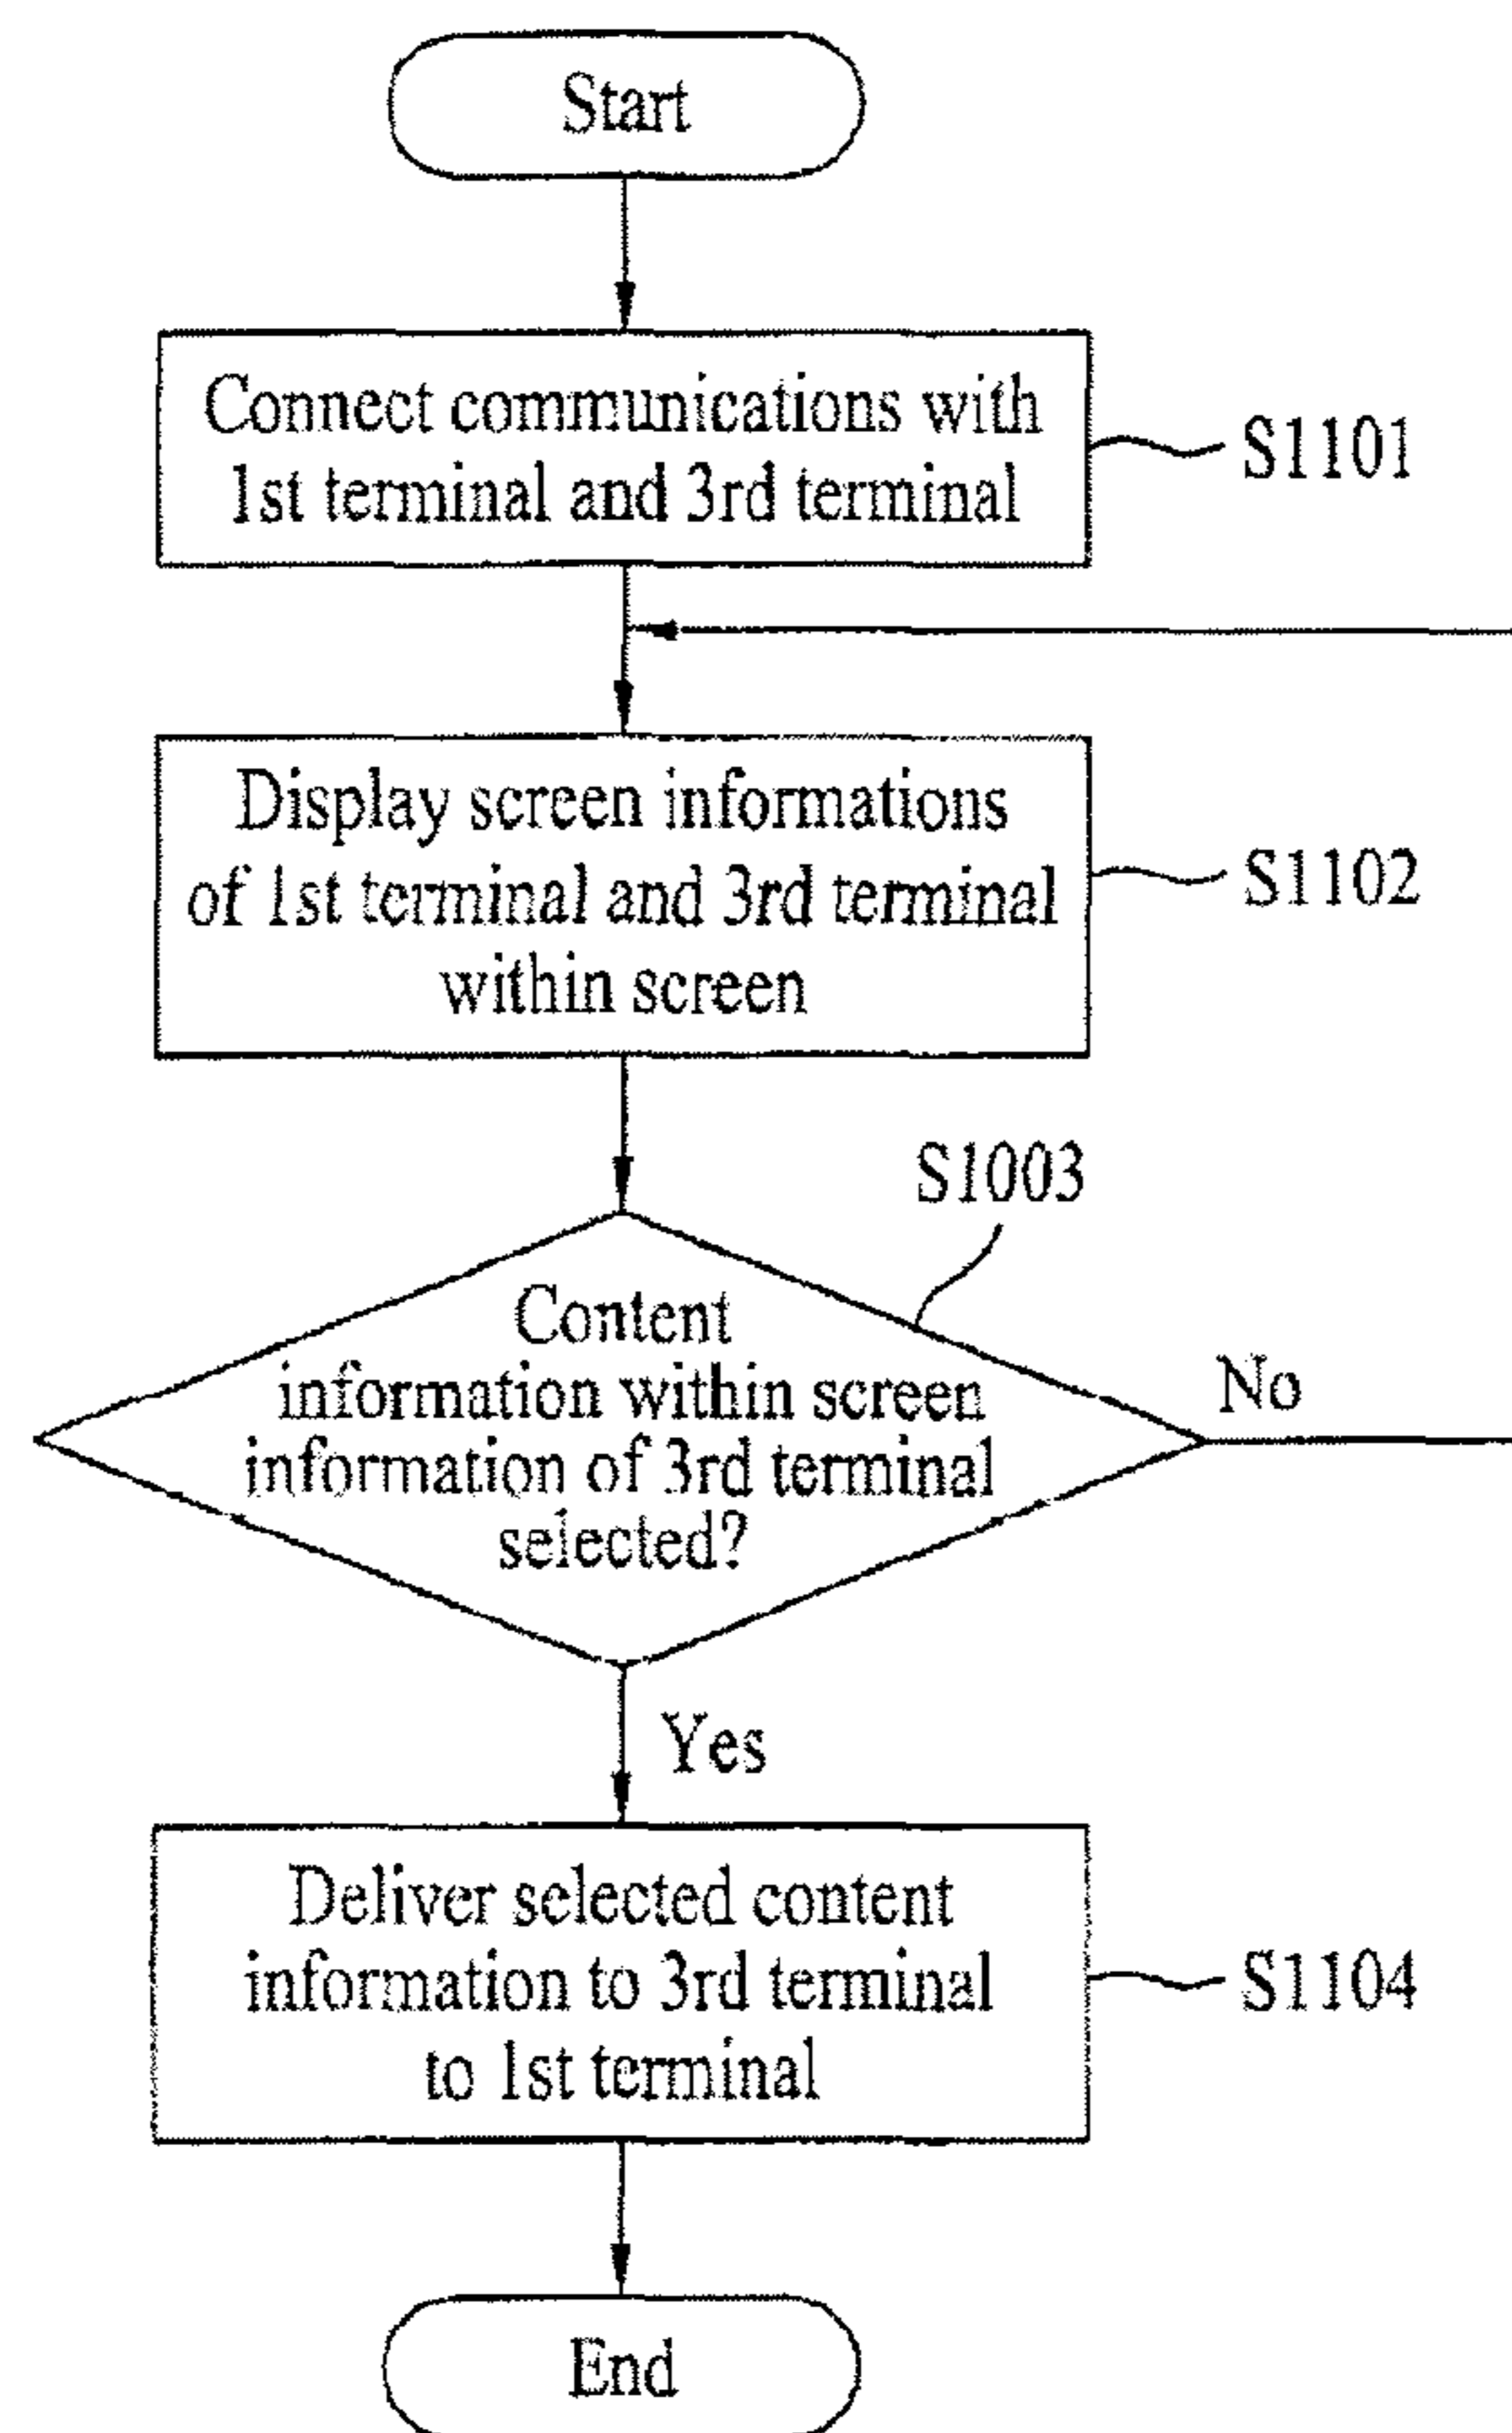 Start
Connect communications with
1st terminal and 3rd terminal
S1101
Display screen informations
of 1st terminal and 3rd terminal
within screen
S1102
S1003
Content
information within screen
information of 3rd terminal
selected?
No
Yes
Deliver selected content
information to 3rd terminal
to 1st terminal
S1104
End